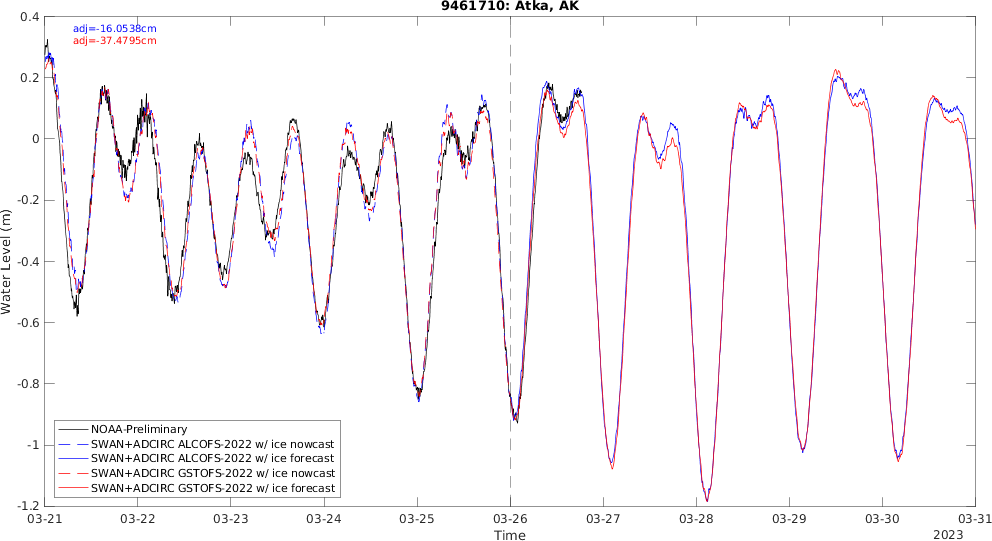 9461710: Atka, AK
adj=-16.0538cm
adj=-37.4795cm
0.4
0.2
0
-0.2
-0.4
-0.6
-0.8
-1
-1.2
Water Level (m)
NOAA-Preliminary
SWAN+ADCIRC ALCOFS-2022 w/ ice nowcast
SWAN+ADCIRC ALCOFS-2022 w/ ice forecast
SWAN+ADCIRC GSTOFS-2022 w/ ice nowcast
SWAN+ADCIRC GSTOFS-2022 w/ ice forecast
03-21 03-22 03-23 03-24 03-25 03-26 03-27 03-28 03-29 03-30 03-31
Time
2023